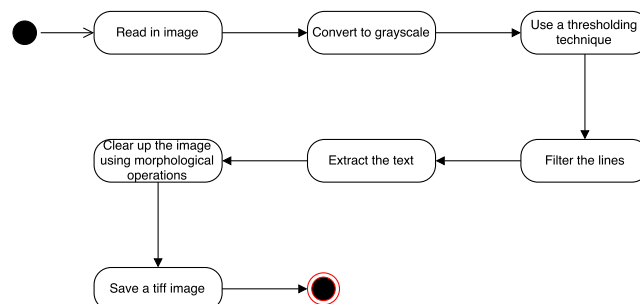 Read in image
Convert to grayscale
Use a thresholding
technique
Filter the lines
Extract the text
Clear up the image
using morphological
operations
Save a tiff image